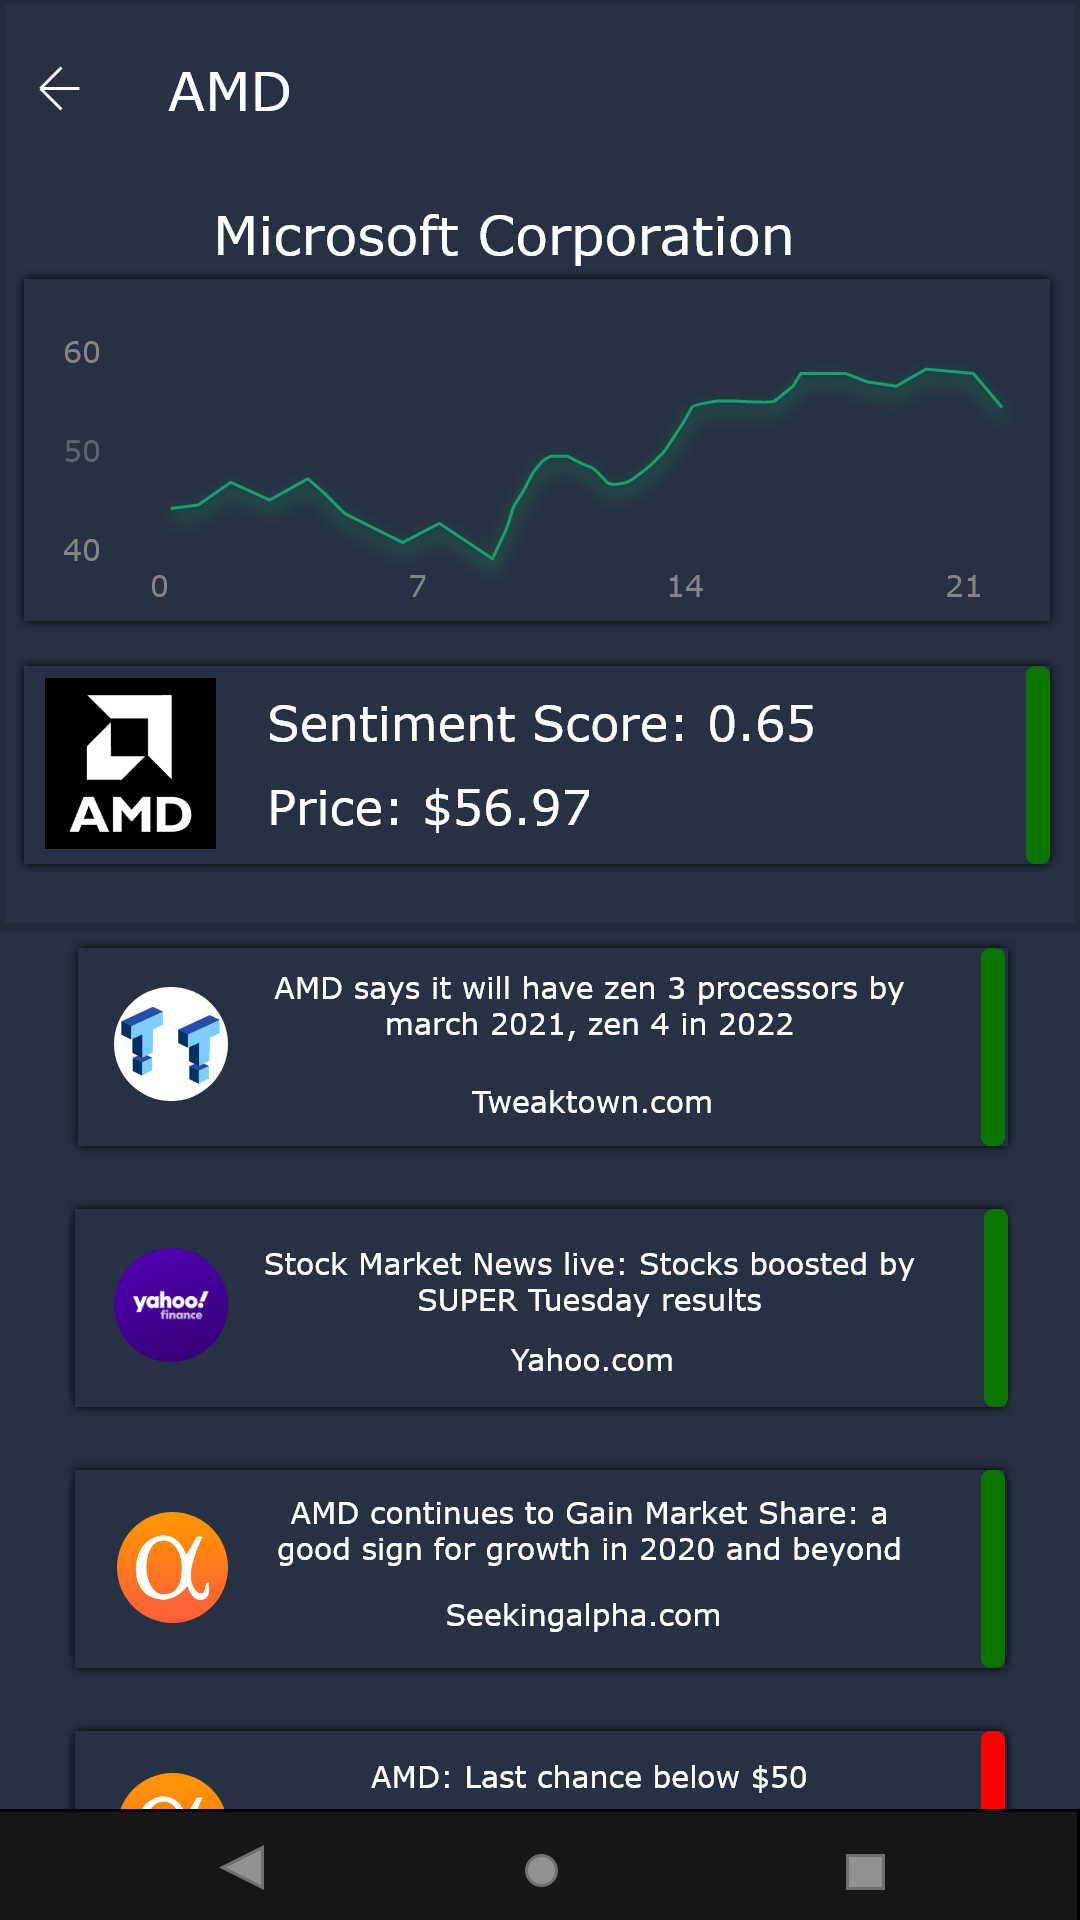 AMD
Microsoft Corporation
60
50
40
0 7 14 21
AMD
Sentiment Score: 0.65
Price: $56.97
AMD says it will have zen 3 processors by
march 2021, zen 4 in 2022
Tweaktown.com
TT
yahoo!
finance
Stock Market News live: Stocks boosted by
SUPER Tuesday results
Yahoo.com
α
AMD continues to Gain Market Share: a
good sign for growth in 2020 and beyond
Seekingalpha.com
AMD: Last chance below $50